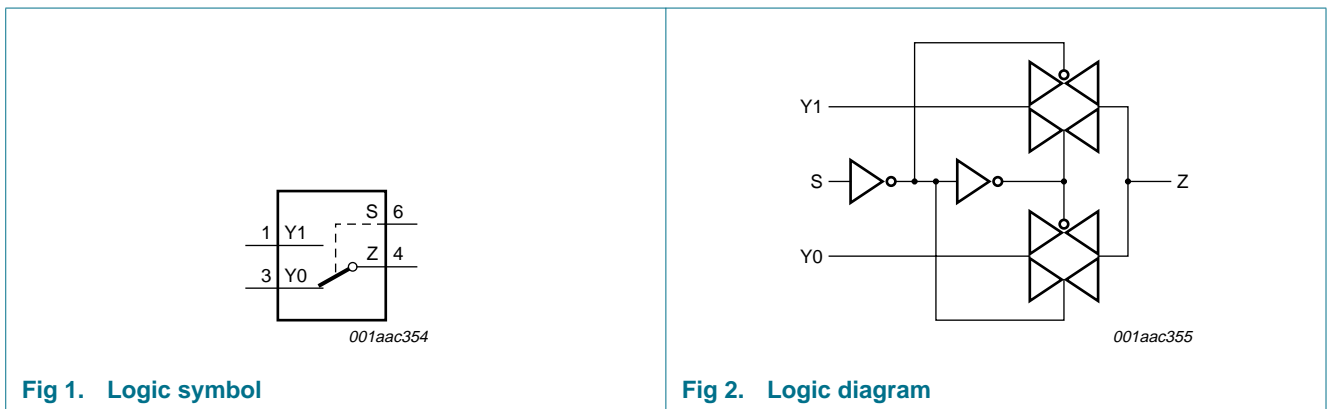 S 6
1 Y1
Z 4
3 Y0
001aac354
Fig 1. Logic symbol
Y1
S
Z
Y0
001aac355
Fig 2. Logic diagram